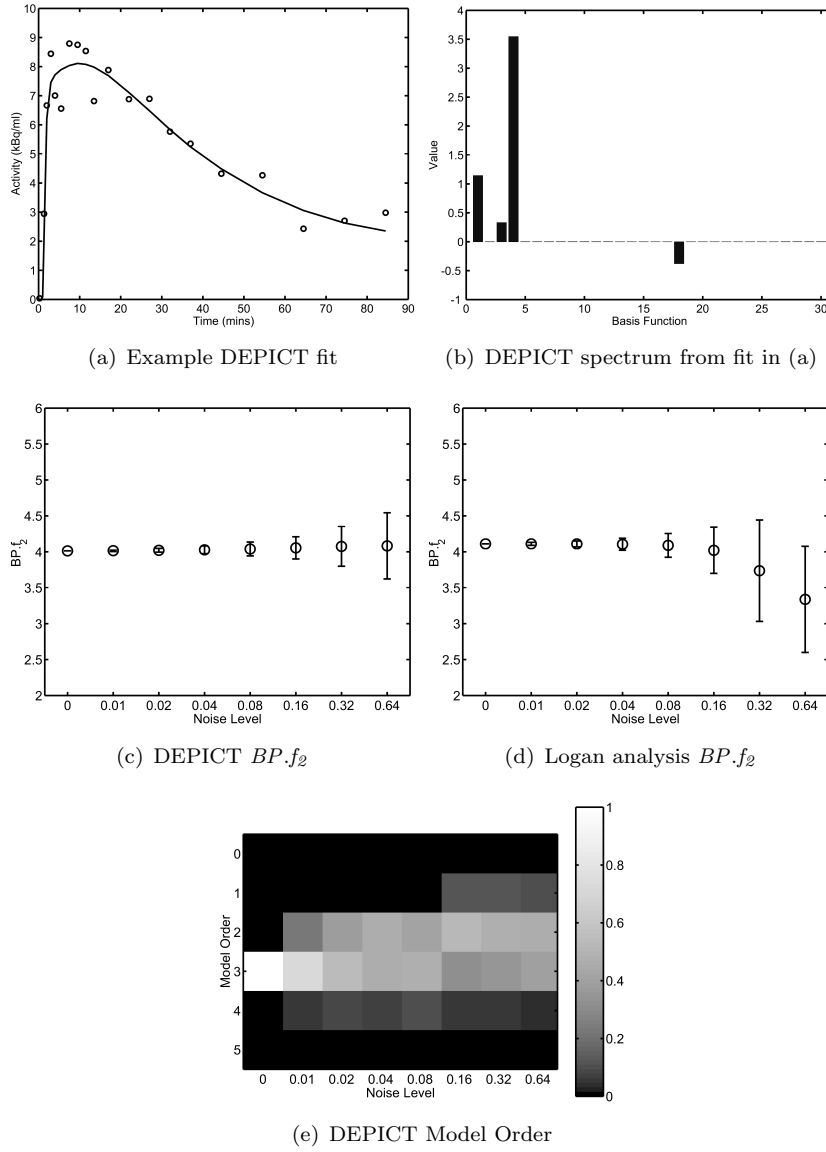 10
9
8
7
6
5
4
3
2
1
0
Activity (kBq/ml)
0 10 20 30 40 50 60 70 80 90
Time (mins)
(a) Example DEPICT fit
4
3.5
3
2.5
2
1.5
1
0.5
0
-0.5
-1
Value
0 5 10 15 20 25 30
Basis Function
(b) DEPICT spectrum from fit in (a)
6
5.5
5
4.5
4
3.5
3
2.5
2
BP.f2
0 0.01 0.02 0.04 0.08 0.16 0.32 0.64
Noise Level
(c) DEPICT BP.f2
6
5.5
5
4.5
4
3.5
3
2.5
2
BP.f2
0 0.01 0.02 0.04 0.08 0.16 0.32 0.64
Noise Level
(d) Logan analysis BP.f2
0
1
2
3
4
5
Model Order
0 0.01 0.02 0.04 0.08 0.16 0.32 0.64
Noise Level
1
0.8
0.6
0.4
0.2
0
(e) DEPICT Model Order